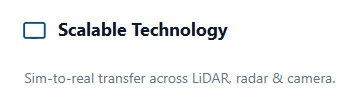 Scalable Technology
Sim-to-real transfer across LiDAR, radar & camera.